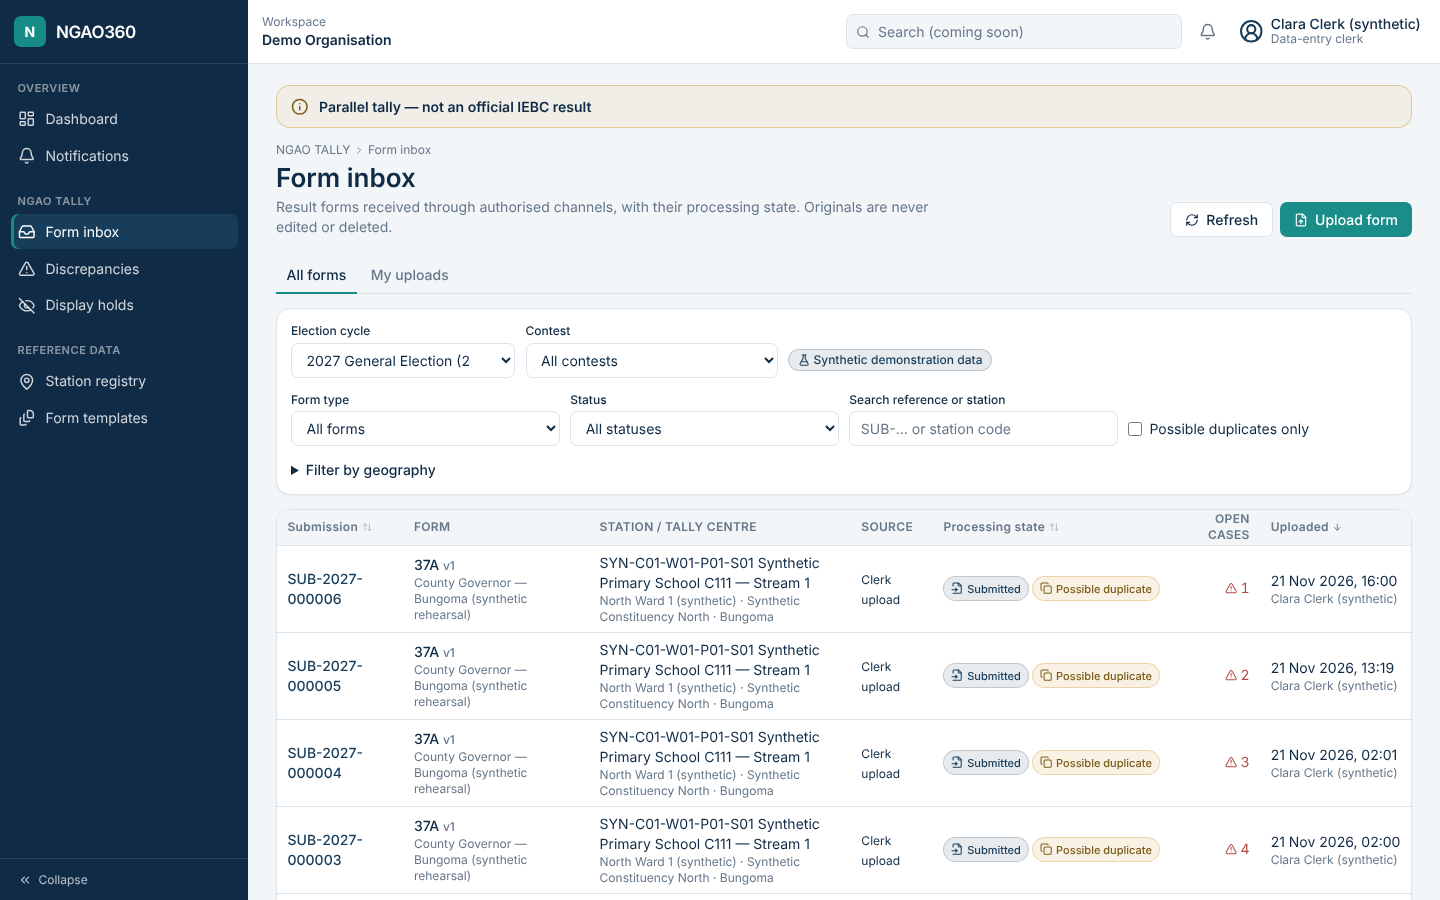 N NGAO360
OVERVIEW
Dashboard
Notifications
NGAO TALLY
Form inbox
Discrepancies
Display holds
REFERENCE DATA
Station registry
Form templates
Collapse
Workspace
Demo Organisation
Search (coming soon)
Clara Clerk (synthetic)
Data-entry clerk
Parallel tally — not an official IEBC result
NGAO TALLY › Form inbox
Form inbox
Result forms received through authorised channels, with their processing state. Originals are never
edited or deleted.
Refresh
Upload form
All forms My uploads
Election cycle Contest
2027 General Election (2 All contests Synthetic demonstration data
Form type Status Search reference or station
All forms All statuses SUB-... or station code Possible duplicates only
Filter by geography
Submission FORM STATION / TALLY CENTRE SOURCE Processing state OPEN CASES Uploaded
SUB-2027-
000006
37A v1
County Governor —
Bungoma (synthetic
rehearsal)
SYN-C01-W01-P01-S01 Synthetic
Primary School C111 — Stream 1
North Ward 1 (synthetic) · Synthetic
Constituency North · Bungoma
Clerk
upload
Submitted Possible duplicate
1
21 Nov 2026, 16:00
Clara Clerk (synthetic)
SUB-2027-
000005
37A v1
County Governor —
Bungoma (synthetic
rehearsal)
SYN-C01-W01-P01-S01 Synthetic
Primary School C111 — Stream 1
North Ward 1 (synthetic) · Synthetic
Constituency North · Bungoma
Clerk
upload
Submitted Possible duplicate
2
21 Nov 2026, 13:19
Clara Clerk (synthetic)
SUB-2027-
000004
37A v1
County Governor —
Bungoma (synthetic
rehearsal)
SYN-C01-W01-P01-S01 Synthetic
Primary School C111 — Stream 1
North Ward 1 (synthetic) · Synthetic
Constituency North · Bungoma
Clerk
upload
Submitted Possible duplicate
3
21 Nov 2026, 02:01
Clara Clerk (synthetic)
SUB-2027-
000003
37A v1
County Governor —
Bungoma (synthetic
rehearsal)
SYN-C01-W01-P01-S01 Synthetic
Primary School C111 — Stream 1
North Ward 1 (synthetic) · Synthetic
Constituency North · Bungoma
Clerk
upload
Submitted Possible duplicate
4
21 Nov 2026, 02:00
Clara Clerk (synthetic)